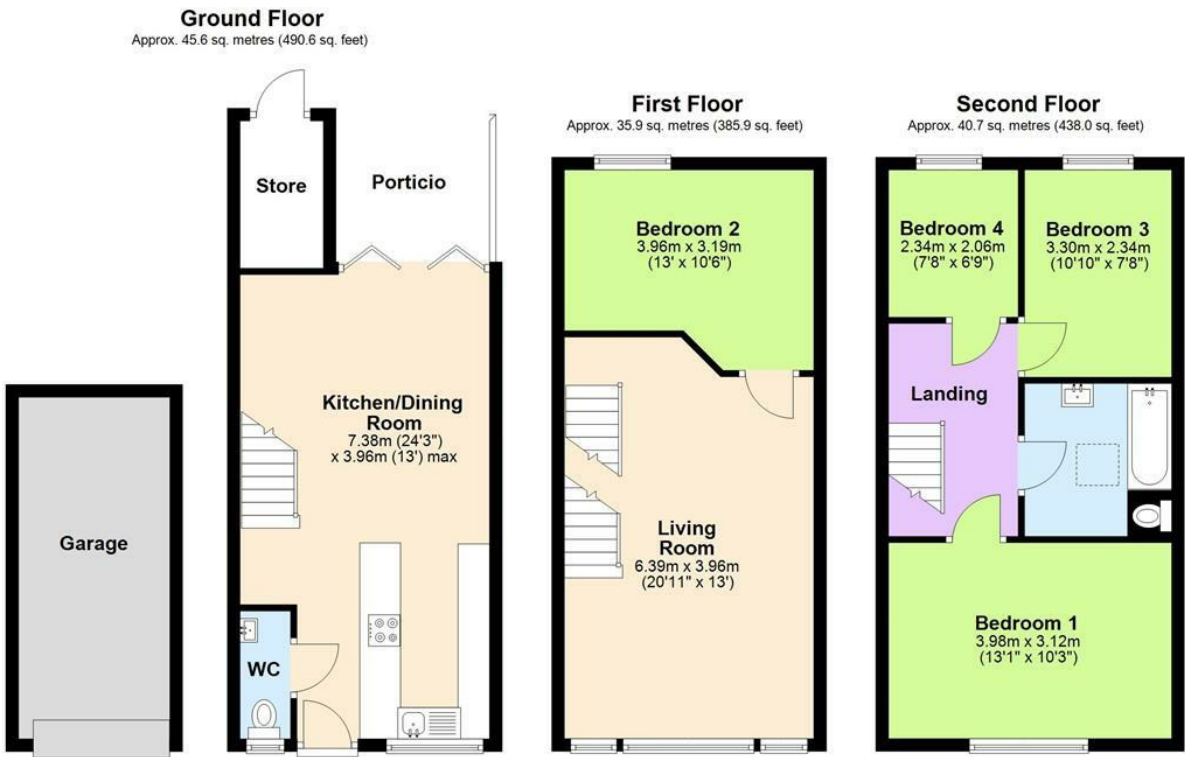 Ground Floor
Approx. 45.6 sq. metres (490.6 sq. feet)
Store
Porticio
Kitchen/Dining
Room
7.38m (24'3")
x 3.96m (13') max
WC
Garage
First Floor
Approx. 35.9 sq. metres (385.9 sq. feet)
Bedroom 2
3.96m x 3.19m
(13' x 10'6")
Living
Room
6.39m x 3.96m
(20'11" x 13')
Second Floor
Approx. 40.7 sq. metres (438.0 sq. feet)
Bedroom 4
2.34m x 2.06m
(7'8" x 6'9")
Bedroom 3
3.30m x 2.34m
(10'10" x 7'8")
Landing
Bedroom 1
3.98m x 3.12m
(13'1" x 10'3")